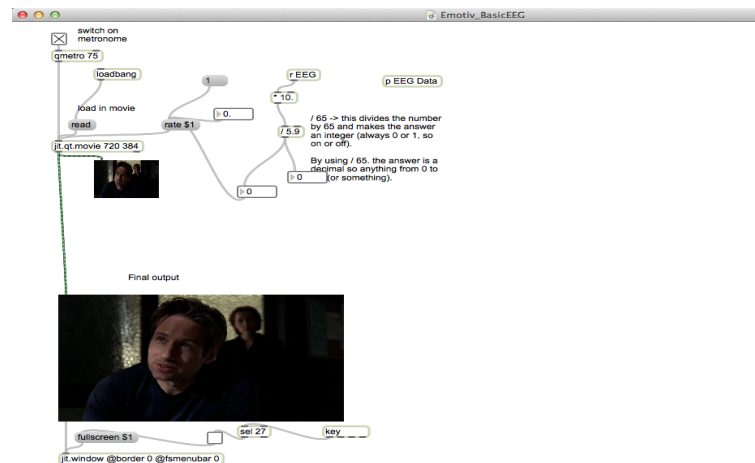 Emotiv_BasicEEG
switch on
metronome
qmetro 75
loadbang
1
r EEG
p EEG Data
* 10.
load in movie
0.
read
rate $1
/ 5.9
/ 65 -> this divides the number
by 65 and makes the answer
an integer (always 0 or 1, so
on or off).
jit.qt.movie 720 384
By using / 65. the answer is a
decimal so anything from 0 to
(or something).
0
0
Final output
fullscreen $1
sel 27
key
jit.window @border 0 @fsmenubar 0